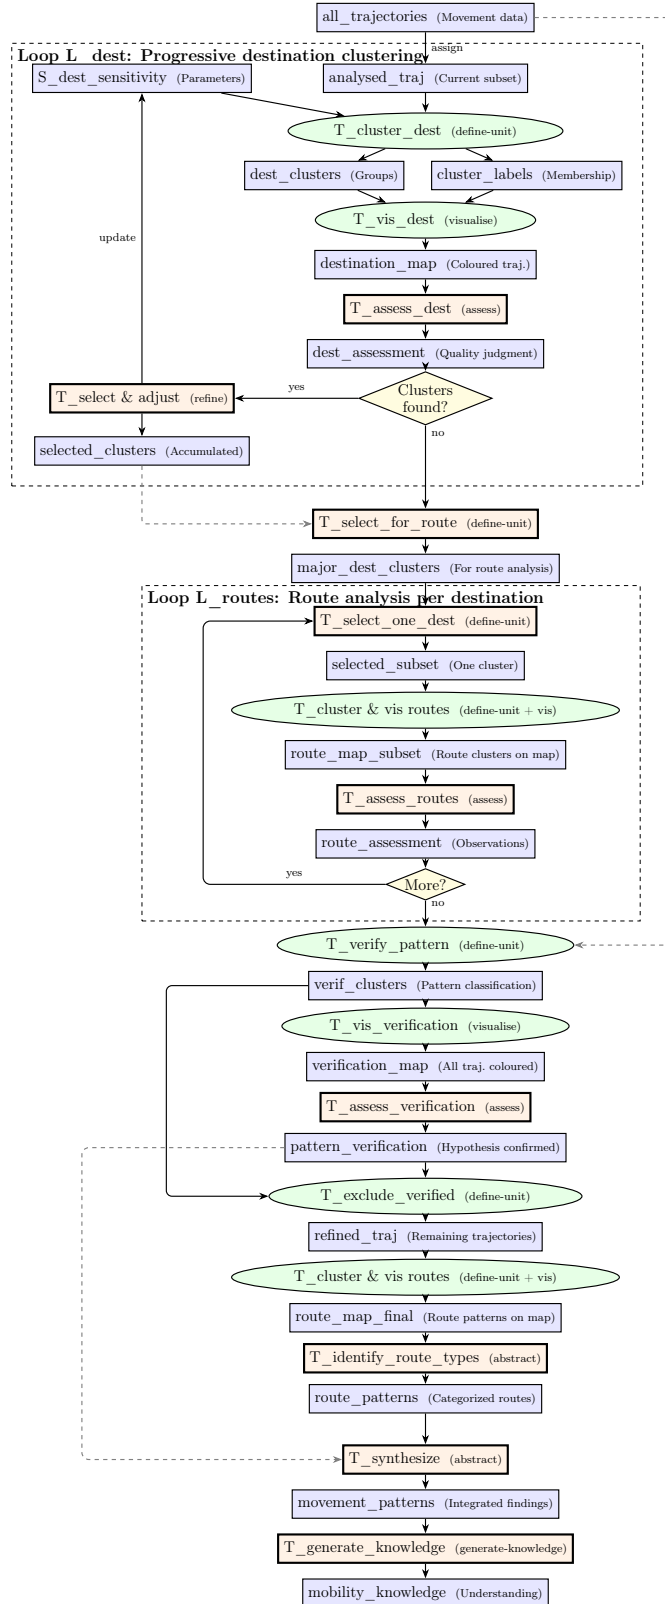 all_trajectories (Movement data)
assign
Loop L_dest: Progressive destination clustering
S_dest_sensitivity (Parameters)
analysed_traj (Current subset)
T_cluster_dest (define-unit)
dest_clusters (Groups)
cluster_labels (Membership)
T_vis_dest (visualise)
update
destination_map (Coloured traj.)
T_assess_dest (assess)
dest_assessment (Quality judgment)
Clusters
found?
yes
T_select & adjust (refine)
no
selected_clusters (Accumulated)
T_select_for_route (define-unit)
major_dest_clusters (For route analysis)
Loop L_routes: Route analysis per destination
T_select_one_dest (define-unit)
selected_subset (One cluster)
T_cluster & vis routes (define-unit + vis)
route_map_subset (Route clusters on map)
T_assess_routes (assess)
route_assessment (Observations)
yes
More?
no
T_verify_pattern (define-unit)
verif_clusters (Pattern classification)
T_vis_verification (visualise)
verification_map (All traj. coloured)
T_assess_verification (assess)
pattern_verification (Hypothesis confirmed)
T_exclude_verified (define-unit)
refined_traj (Remaining trajectories)
T_cluster & vis routes (define-unit + vis)
route_map_final (Route patterns on map)
T_identify_route_types (abstract)
route_patterns (Categorized routes)
T_synthesize (abstract)
movement_patterns (Integrated findings)
T_generate_knowledge (generate-knowledge)
mobility_knowledge (Understanding)